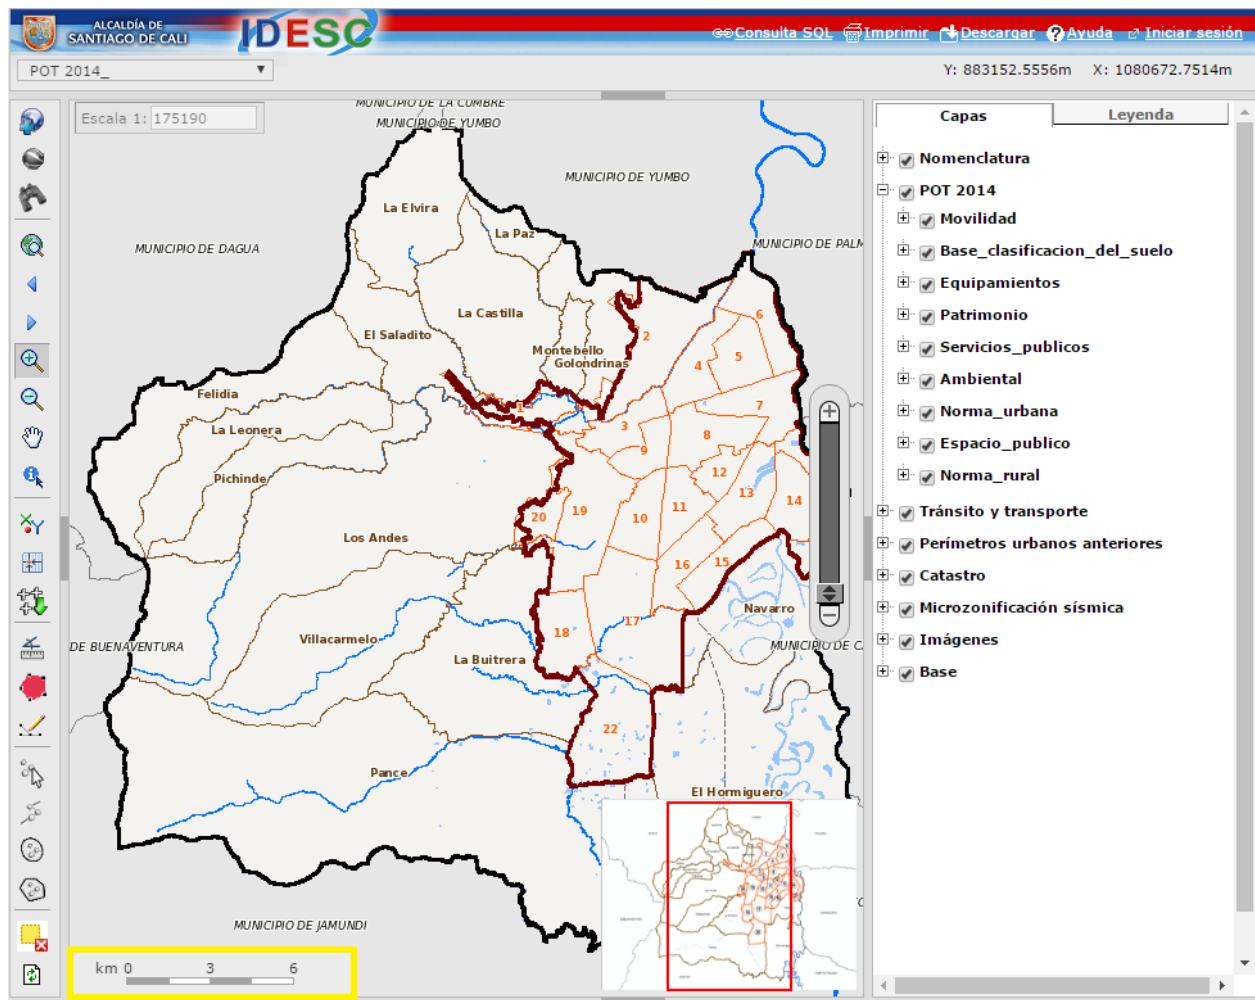 ALCALDÍA DE
SANTIAGO DE CALI
IDESC
Consulta SQL Imprimir Descargar Ayuda Iniciar sesión
POT 2014_
Y: 883152.5556m X: 1080672.7514m
Escala 1: 175190
MUNICIPIO DE LA CUMBRE
MUNICIPIO DE YUMBO
MUNICIPIO DE YUMBO
MUNICIPIO DE DAGUA
MUNICIPIO DE PALM
La Elvira
La Paz
La Castilla
El Saladito
Montebello
Golondrinas
Felidia
La Leonera
Pichinde
Los Andes
Villacarmelo
La Buitrera
Pance
Navarro
El Hormiguero
DE BUENAVENTURA
MUNICIPIO DE CA
MUNICIPIO DE JAMUNDI
1
2
3
4
5
6
7
8
9
10
11
12
13
14
15
16
17
18
19
20
22
km 0 3 6
Capas
Leyenda
Nomenclatura
POT 2014
Movilidad
Base_clasificacion_del_suelo
Equipamientos
Patrimonio
Servicios_publicos
Ambiental
Norma_urbana
Espacio_publico
Norma_rural
Tránsito y transporte
Perímetros urbanos anteriores
Catastro
Microzonificación sísmica
Imágenes
Base